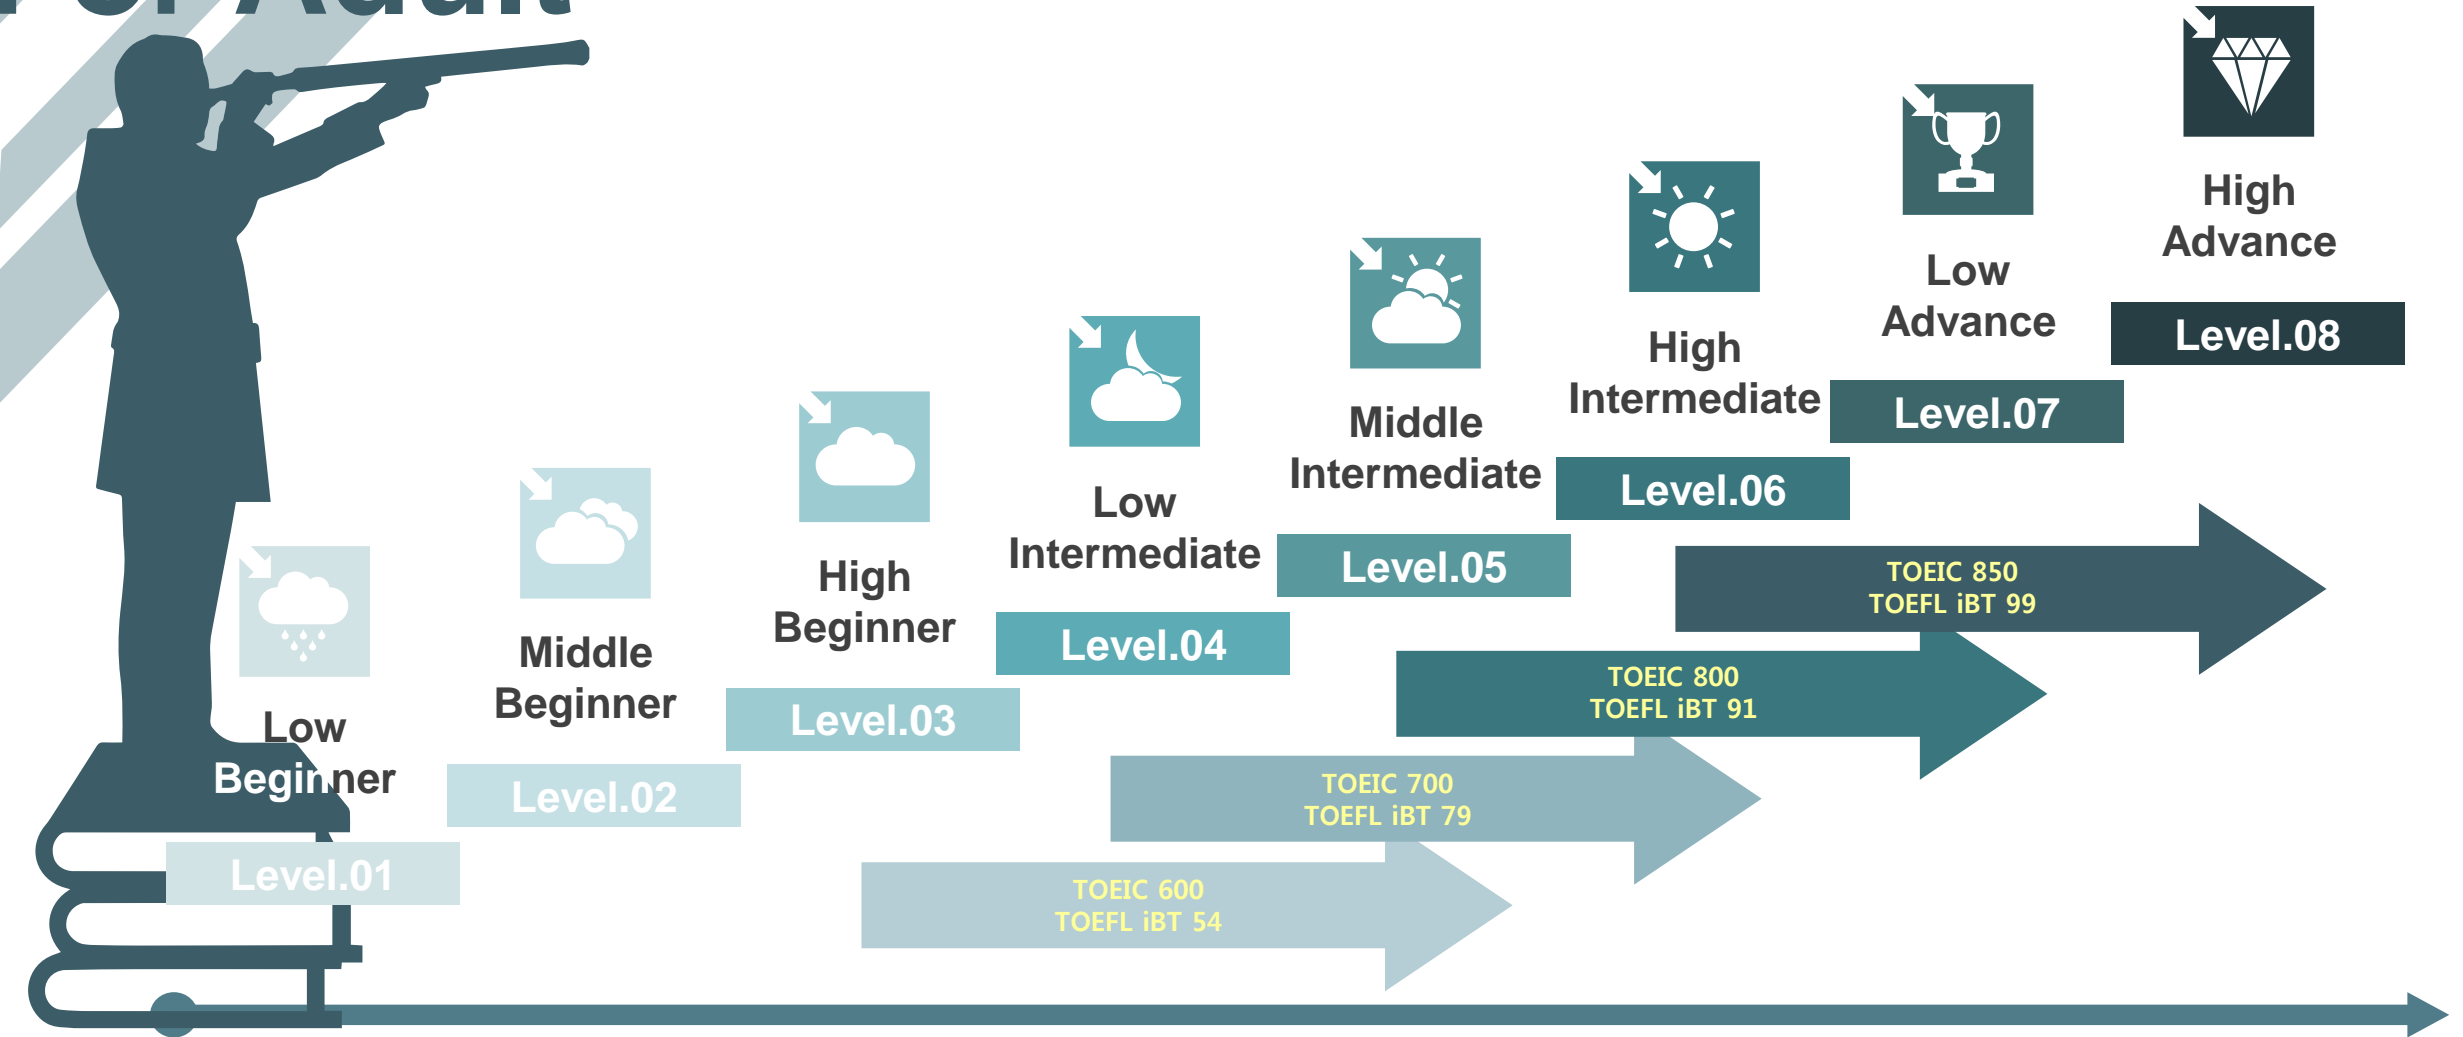 For Adult
High
Advance
Level.08
Low
Advance
Level.07
High
Intermediate
Level.06
Middle
Intermediate
Level.05
Low
Intermediate
Level.04
High
Beginner
Level.03
Middle
Beginner
Level.02
Low
Beginner
Level.01
TOEIC 850
TOEFL iBT 99
TOEIC 800
TOEFL iBT 91
TOEIC 700
TOEFL iBT 79
TOEIC 600
TOEFL iBT 54